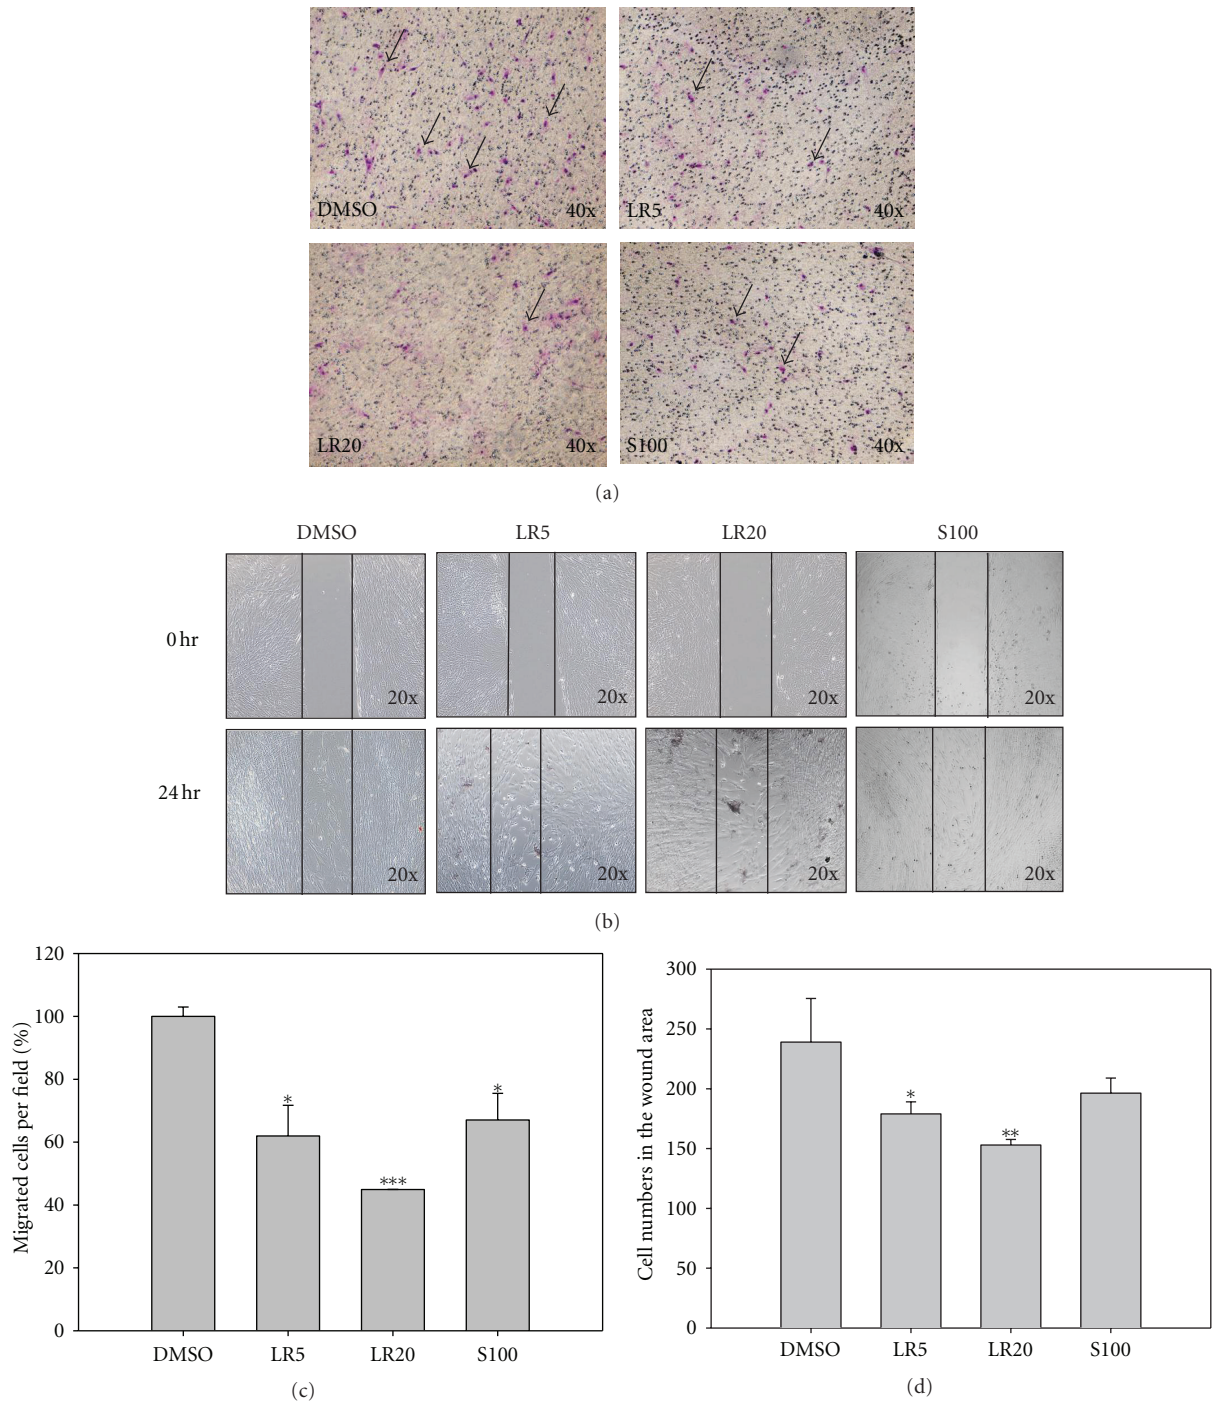 DMSO 40x
LR5 40x
LR20 40x
S100 40x
(a)
DMSO LR5 LR20 S100
0 hr
20x 20x 20x 20x
24 hr
20x 20x 20x 20x
(b)
Migrated cells per field (%)
120
100
80
60
40
20
0
*
***
*
DMSO LR5 LR20 S100
(c)
Cell numbers in the wound area
300
250
200
150
100
50
0
*
**
DMSO LR5 LR20 S100
(d)